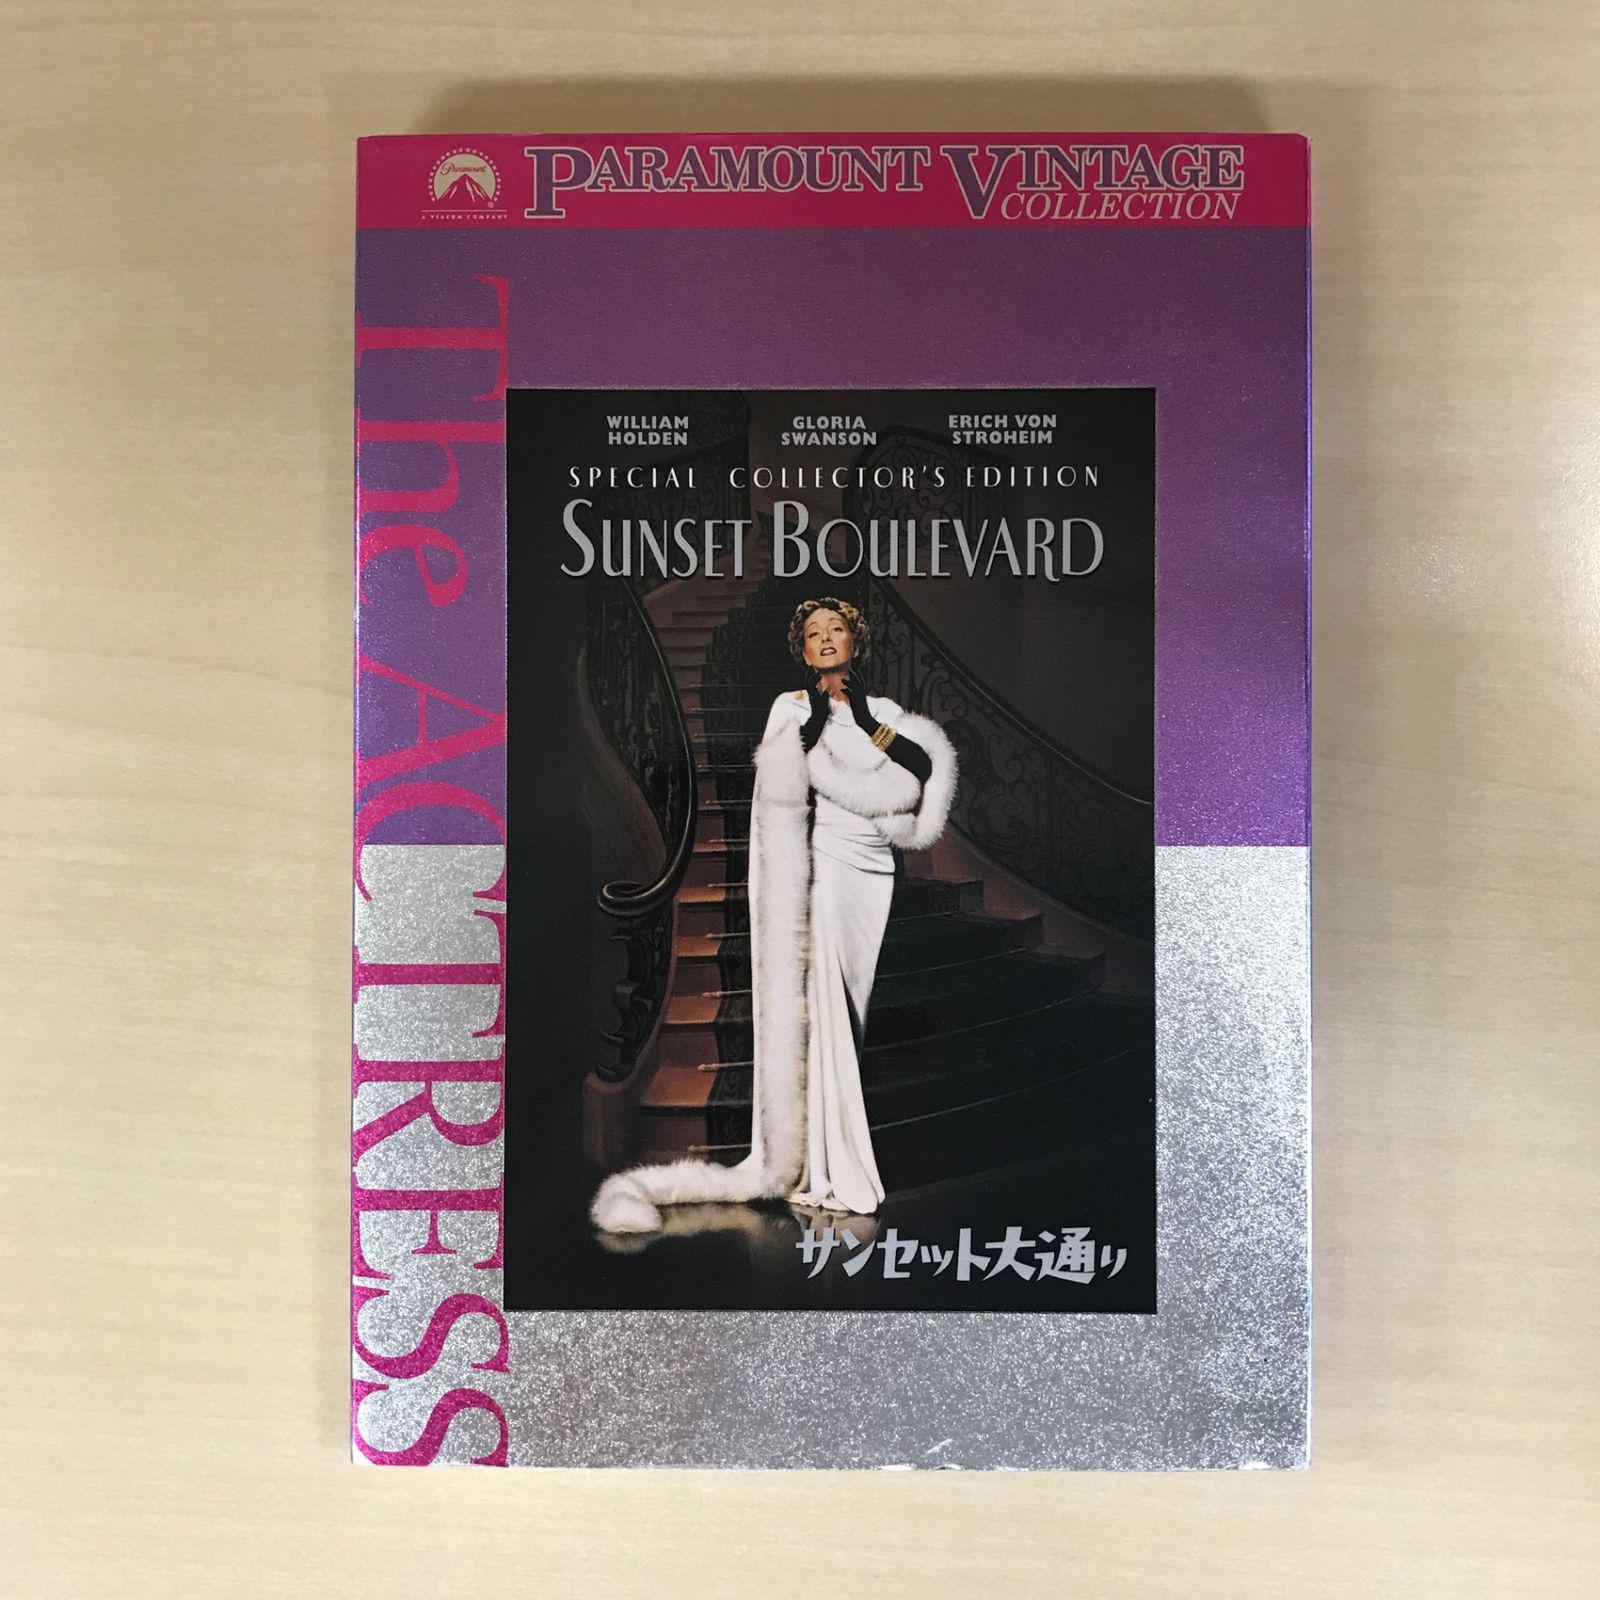 Paramount
®
A VIACOM COMPANY
PARAMOUNT VINTAGE
COLLECTION
The ACTRESS
WILLIAM HOLDEN
GLORIA SWANSON
ERICH VON STROHEIM
SPECIAL COLLECTOR'S EDITION
SUNSET BOULEVARD
サンセット大通り